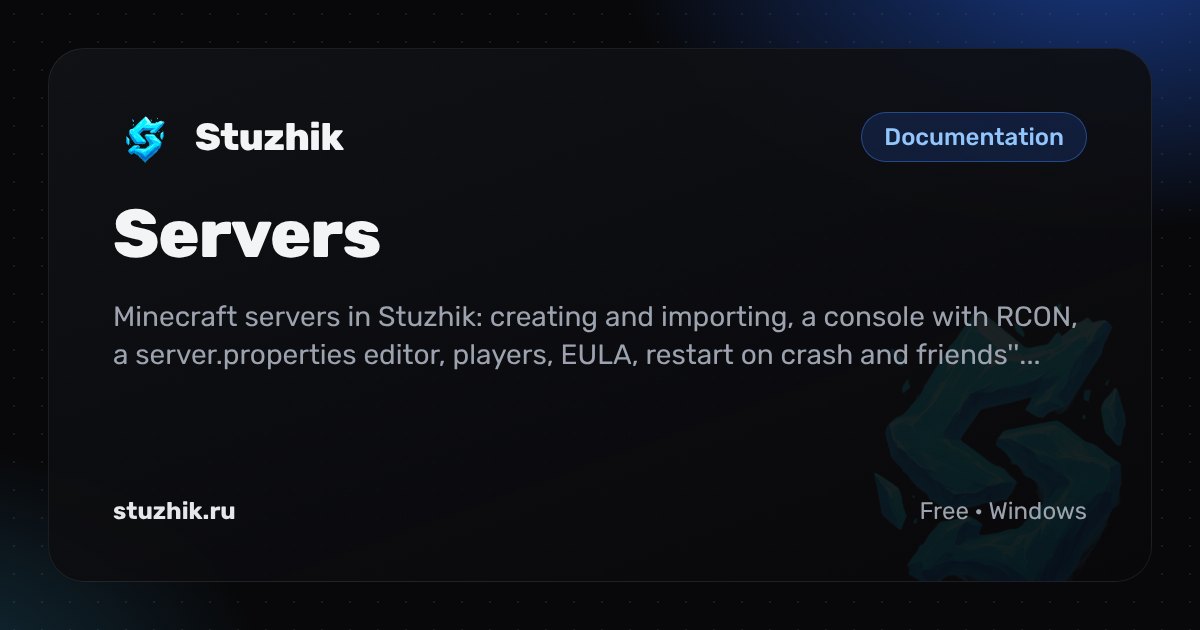 Stuzhik
Documentation
Servers
Minecraft servers in Stuzhik: creating and importing, a console with RCON,
a server.properties editor, players, EULA, restart on crash and friends''...
stuzhik.ru
Free • Windows